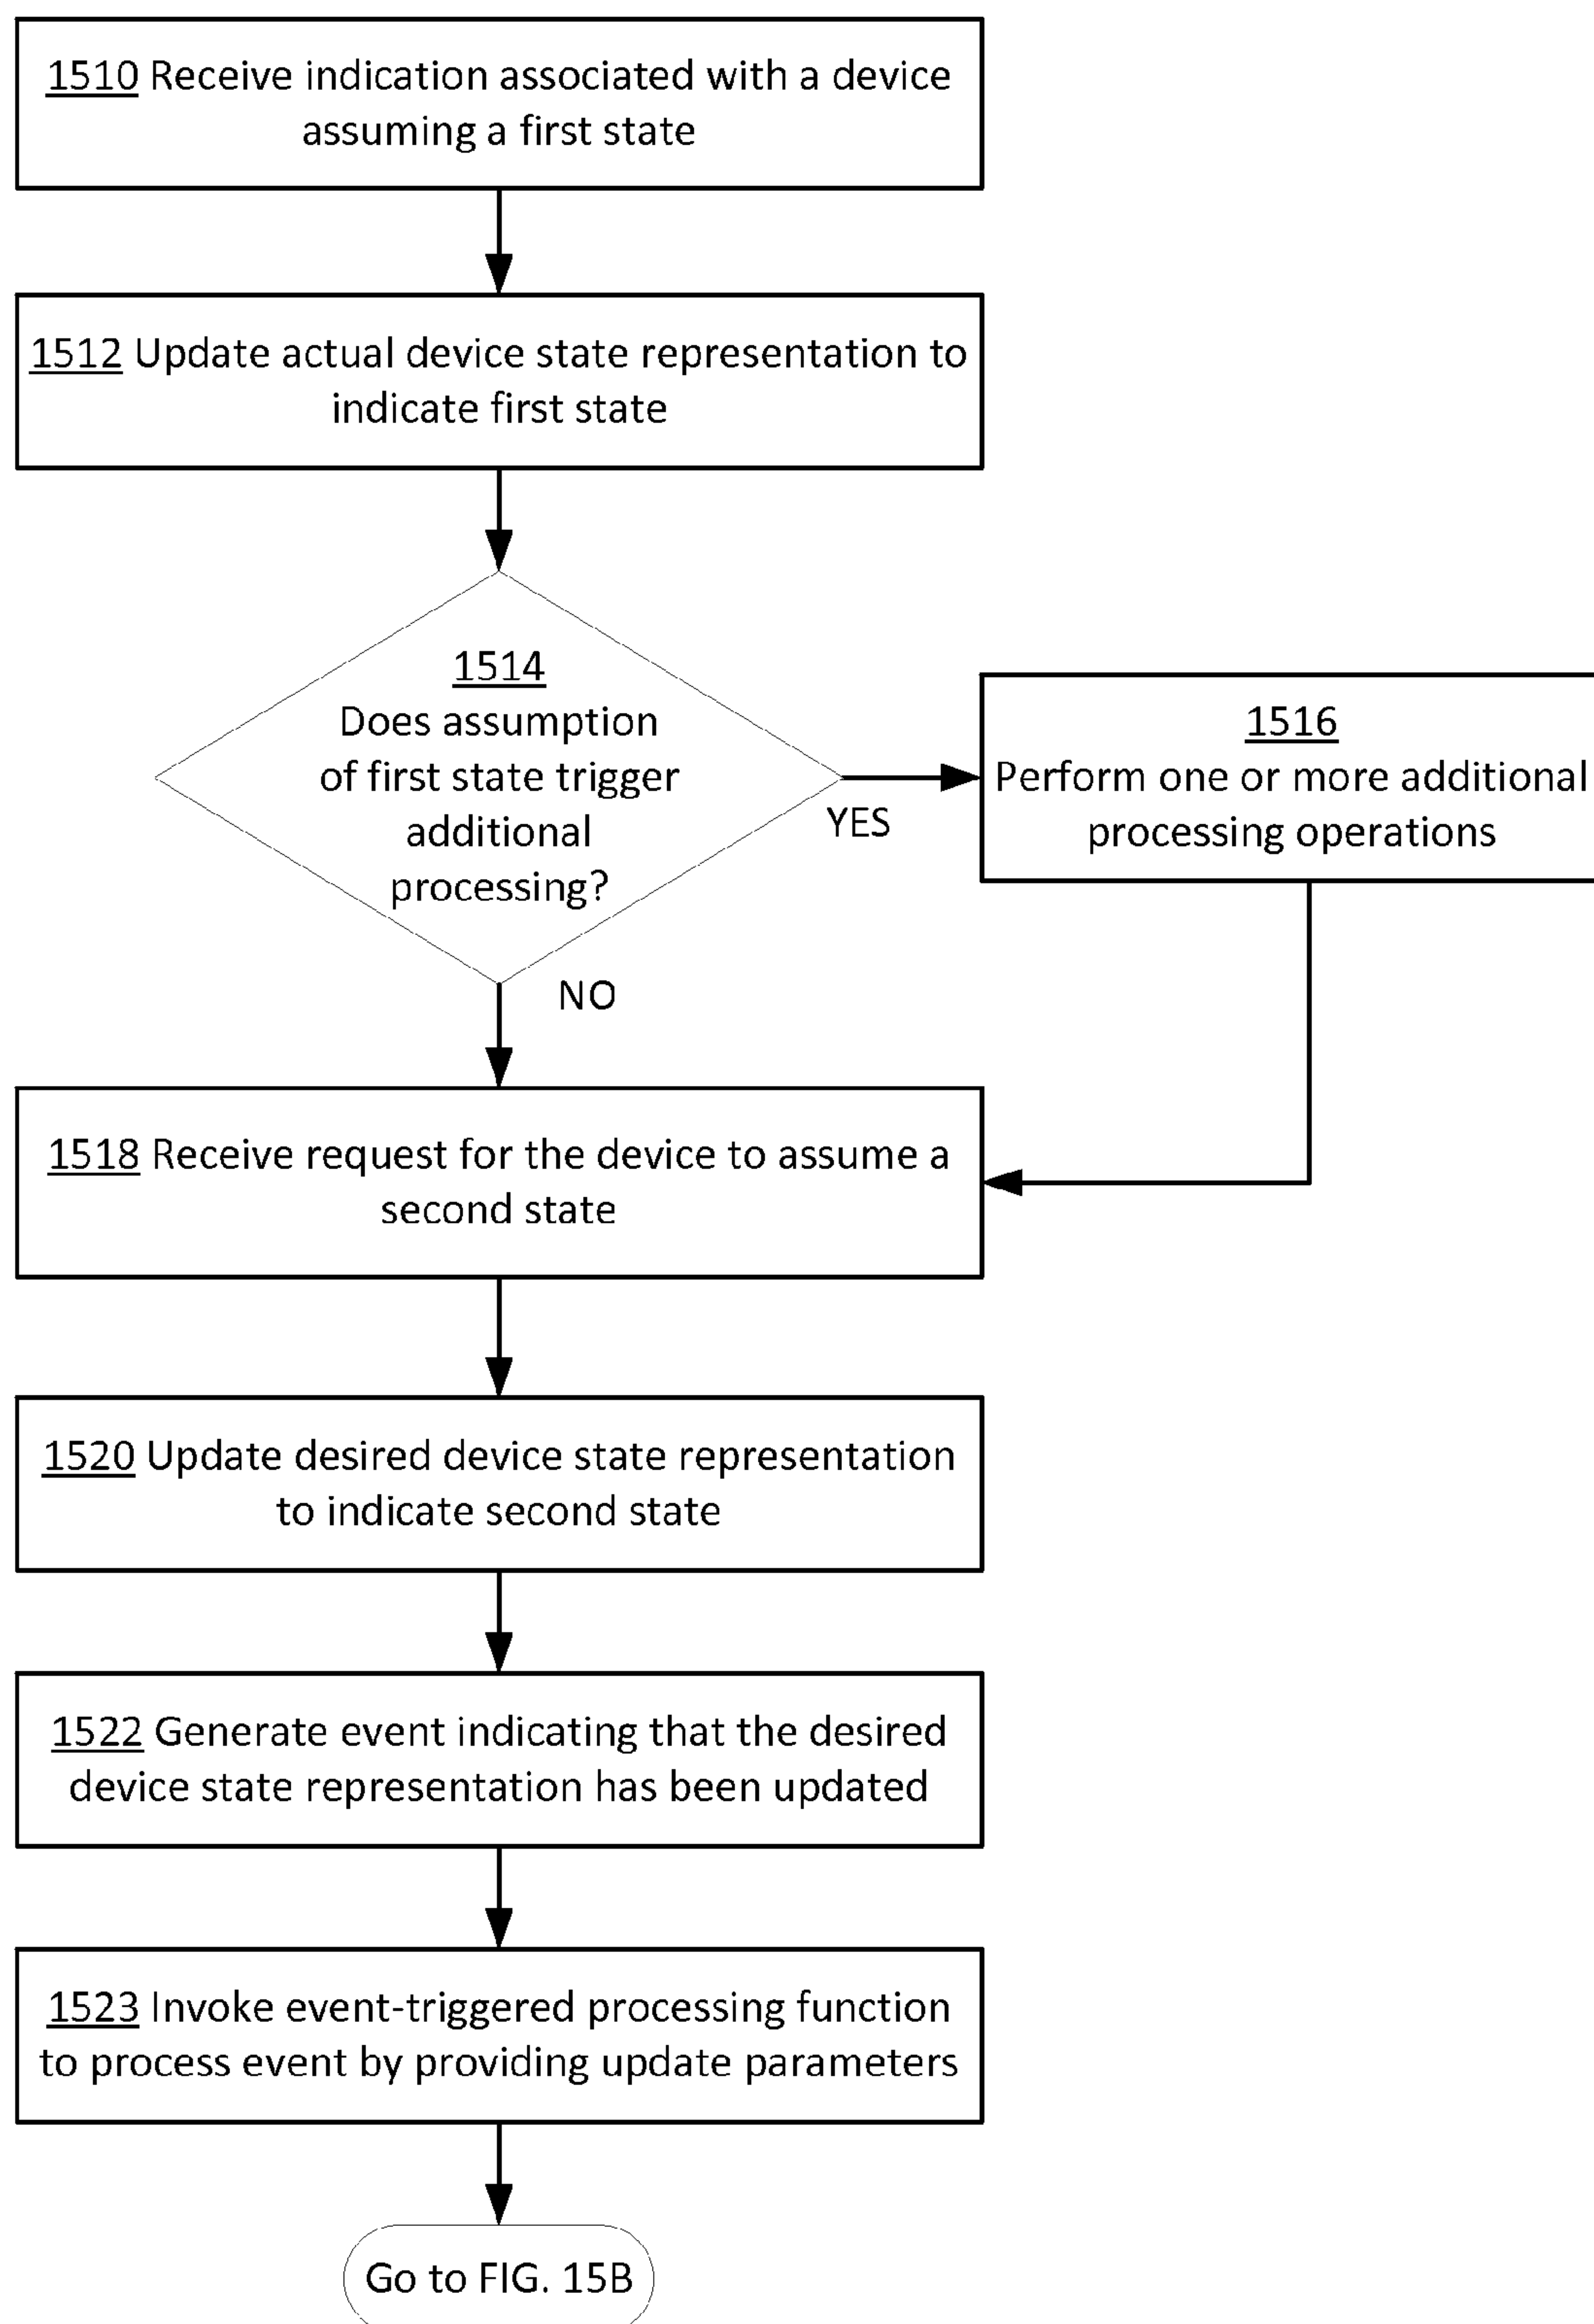 1510 Receive indication associated with a device
assuming a first state
1512 Update actual device state representation to
indicate first state
1514
Does assumption
of first state trigger
additional
processing?
YES
1516
Perform one or more additional
processing operations
NO
1518 Receive request for the device to assume a
second state
1520 Update desired device state representation
to indicate second state
1522 Generate event indicating that the desired
device state representation has been updated
1523 Invoke event-triggered processing function
to process event by providing update parameters
Go to FIG. 15B